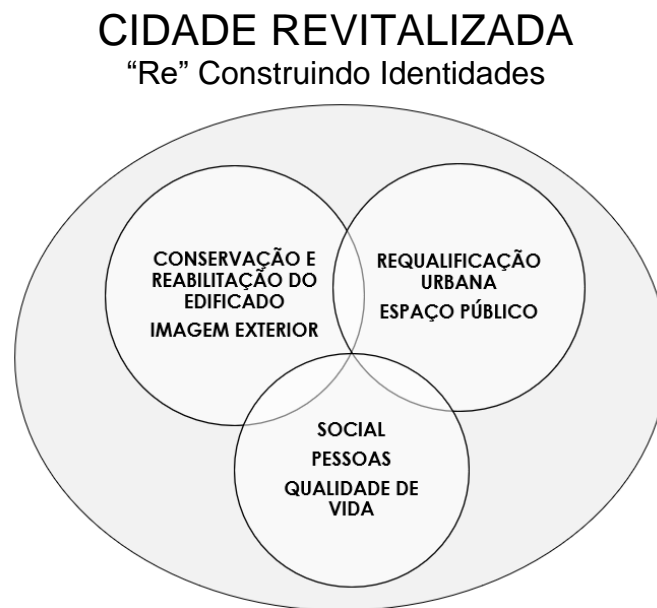 CIDADE REVITALIZADA
“Re” Construindo Identidades
CONSERVAÇÃO E
REABILITAÇÃO DO
EDIFICADO
IMAGEM EXTERIOR
REQUALIFICAÇÃO
URBANA
ESPAÇO PÚBLICO
SOCIAL
PESSOAS
QUALIDADE DE
VIDA